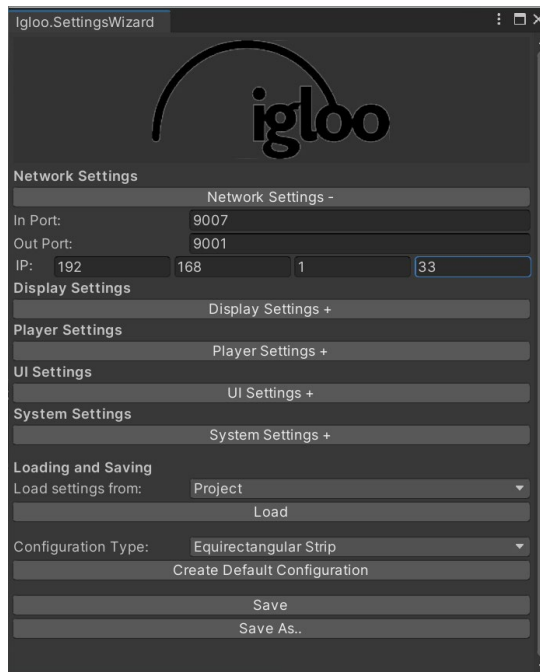 Igloo.SettingsWizard
igloo
Network Settings
Network Settings -
In Port: 9007
Out Port: 9001
IP: 192 168 1 33
Display Settings
Display Settings +
Player Settings
Player Settings +
UI Settings
UI Settings +
System Settings
System Settings +
Loading and Saving
Load settings from: Project
Load
Configuration Type: Equirectangular Strip
Create Default Configuration
Save
Save As..